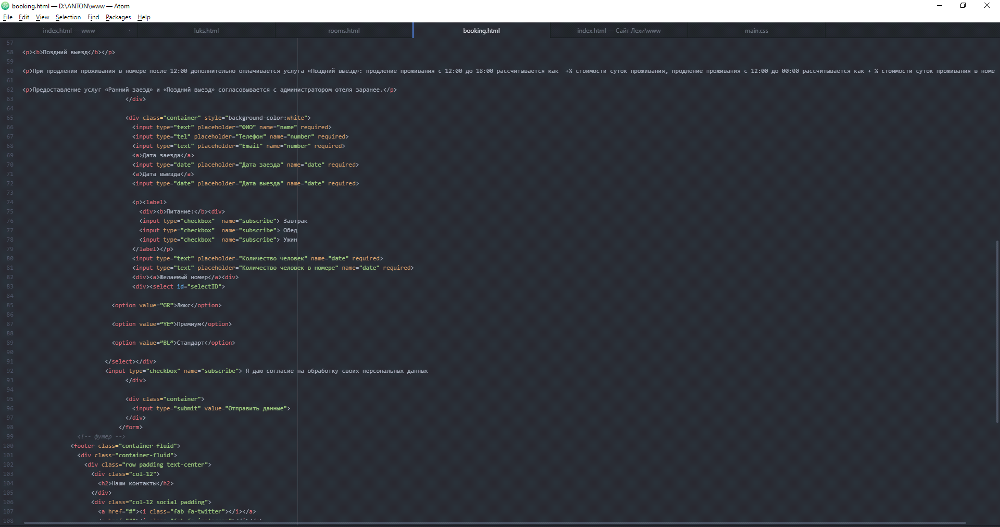 booking.html — D:\ANTON\www — Atom
File Edit View Selection Find Packages Help
index.html — www luks.html rooms.html booking.html index.html — Сайт Лехи\www main.css
57
58 <p><b>Поздний выезд</b></p>
59
60 <p>При продлении проживания в номере после 12:00 дополнительно оплачивается услуга «Поздний выезд»: продление проживания с 12:00 до 18:00 рассчитывается как  +% стоимости суток проживания, продление проживания с 12:00 до 00:00 рассчитывается как + % стоимости суток проживания в номе
61
62 <p>Предоставление услуг «Ранний заезд» и «Поздний выезд» согласовывается с администратором отеля заранее.</p>
63 </div>
64
65 <div class="container" style="background-color:white">
66 <input type="text" placeholder="ФИО" name="name" required>
67 <input type="tel" placeholder="Телефон" name="number" required>
68 <input type="text" placeholder="Email" name="number" required>
69 <a>Дата заезда</a>
70 <input type="date" placeholder="Дата заезда" name="date" required>
71 <a>Дата выезда</a>
72 <input type="date" placeholder="Дата выезда" name="date" required>
73
74 <p><label>
75 <div><b>Питание:</b><div>
76 <input type="checkbox"  name="subscribe"> Завтрак
77 <input type="checkbox"  name="subscribe"> Обед
78 <input type="checkbox"  name="subscribe"> Ужин
79 </label></p>
80 <input type="text" placeholder="Количество человек" name="date" required>
81 <input type="text" placeholder="Количество человек в номере" name="date" required>
82 <div><a>Желаемый номер</a><div>
83 <div><select id="selectID">
84
85 <option value=”GR”>Люкс</option>
86
87 <option value=”YE”>Премиум</option>
88
89 <option value=”BL”>Стандарт</option>
90
91 </select></div>
92 <input type="checkbox" name="subscribe"> Я даю согласие на обработку своих персональных данных
93 </div>
94
95 <div class="container">
96 <input type="submit" value="Отправить данные">
97 </div>
98 </form>
99 <!-- футер -->
100 <footer class="container-fluid">
101 <div class="container-fluid">
102 <div class="row padding text-center">
103 <div class="col-12">
104 <h2>Наши контакты</h2>
105 </div>
106 <div class="col-12 social padding">
107 <a href="#"><i class="fab fa-twitter"></i></a>
108 <a href="#"><i class="fab fa-instagram"></i></a>